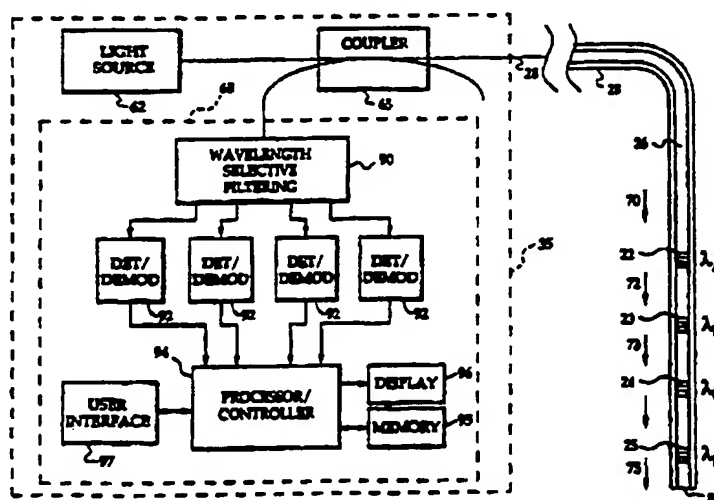 LIGHT
SOURCE
62
COUPLER
65
28
28
68
WAVELENGTH
SELECTIVE
FILTERING
90
26
70
35
DET/
DEMOD
92
DET/
DEMOD
92
DET/
DEMOD
92
DET/
DEMOD
92
22
λ
72
23
λ
73
24
λ
25
λ
75
94
PROCESSOR/
CONTROLLER
DISPLAY
96
MEMORY
95
USER
INTERFACE
97